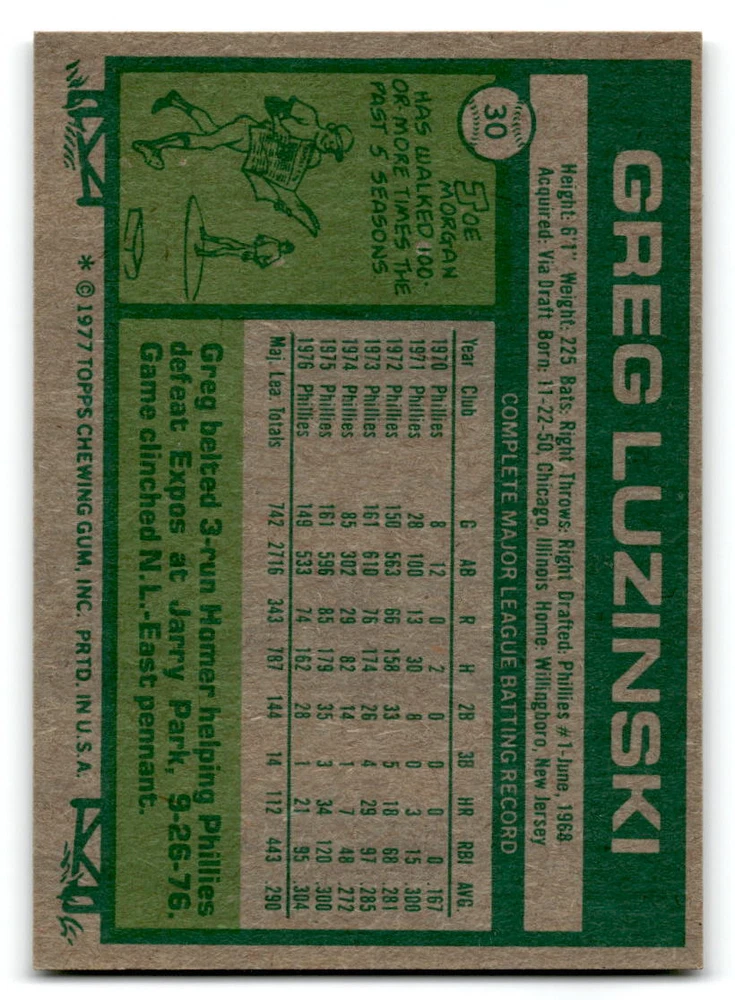 30
GREG LUZINSKI
Height: 6'1" Weight: 225 Bats: Right Throws: Right Drafted: Phillies #1-June, 1968
Acquired: Via Draft Born: 11-22-50, Chicago, Illinois Home: Willingboro, New Jersey
COMPLETE MAJOR LEAGUE BATTING RECORD
Year Club G AB R H 2B 3B HR RBI AVG.
1970 Phillies 8 12 0 2 0 0 0 0 .167
1971 Phillies 28 100 13 30 8 0 3 15 .300
1972 Phillies 150 563 66 158 33 5 18 68 .281
1973 Phillies 161 610 76 174 26 4 29 97 .285
1974 Phillies 85 302 29 82 14 1 7 48 .272
1975 Phillies 161 596 85 179 35 3 34 120 .300
1976 Phillies 149 533 74 162 28 1 21 95 .304
Maj. Lea. Totals 742 2716 343 787 144 14 112 443 .290
JOE
MORGAN
HAS WALKED 100
OR MORE TIMES THE
PAST 5 SEASONS
Greg belted 3-run Homer helping Phillies
defeat Expos at Jarry Park, 9-26-76.
Game clinched N.L.-East pennant.
* © 1977 TOPPS CHEWING GUM, INC. PRTD. IN U.S.A.